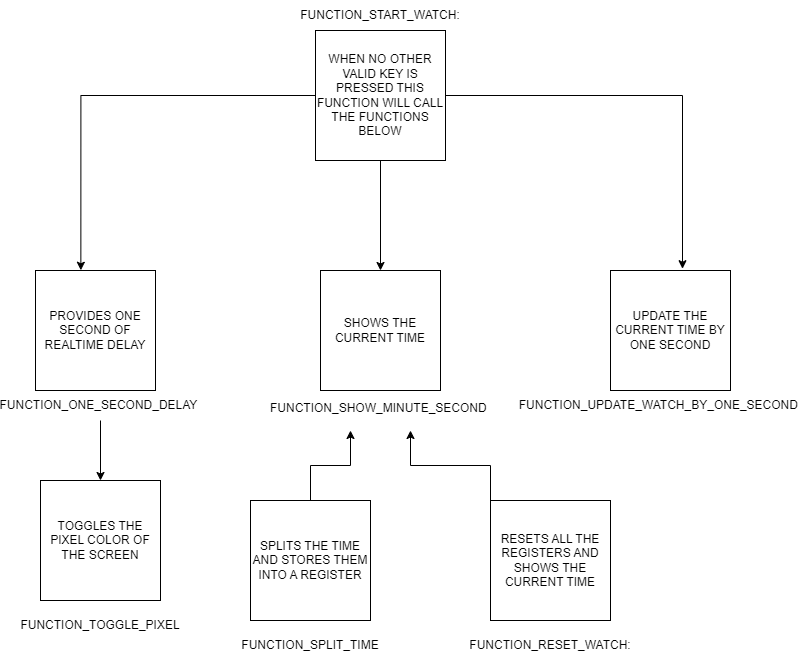 FUNCTION_START_WATCH:
WHEN NO OTHER
VALID KEY IS
PRESSED THIS
FUNCTION WILL CALL
THE FUNCTIONS
BELOW
PROVIDES ONE
SECOND OF
REALTIME DELAY
FUNCTION_ONE_SECOND_DELAY
SHOWS THE
CURRENT TIME
FUNCTION_SHOW_MINUTE_SECOND
UPDATE THE
CURRENT TIME BY
ONE SECOND
FUNCTION_UPDATE_WATCH_BY_ONE_SECOND
TOGGLES THE
PIXEL COLOR OF
THE SCREEN
FUNCTION_TOGGLE_PIXEL
SPLITS THE TIME
AND STORES THEM
INTO A REGISTER
FUNCTION_SPLIT_TIME
RESETS ALL THE
REGISTERS AND
SHOWS THE
CURRENT TIME
FUNCTION_RESET_WATCH: